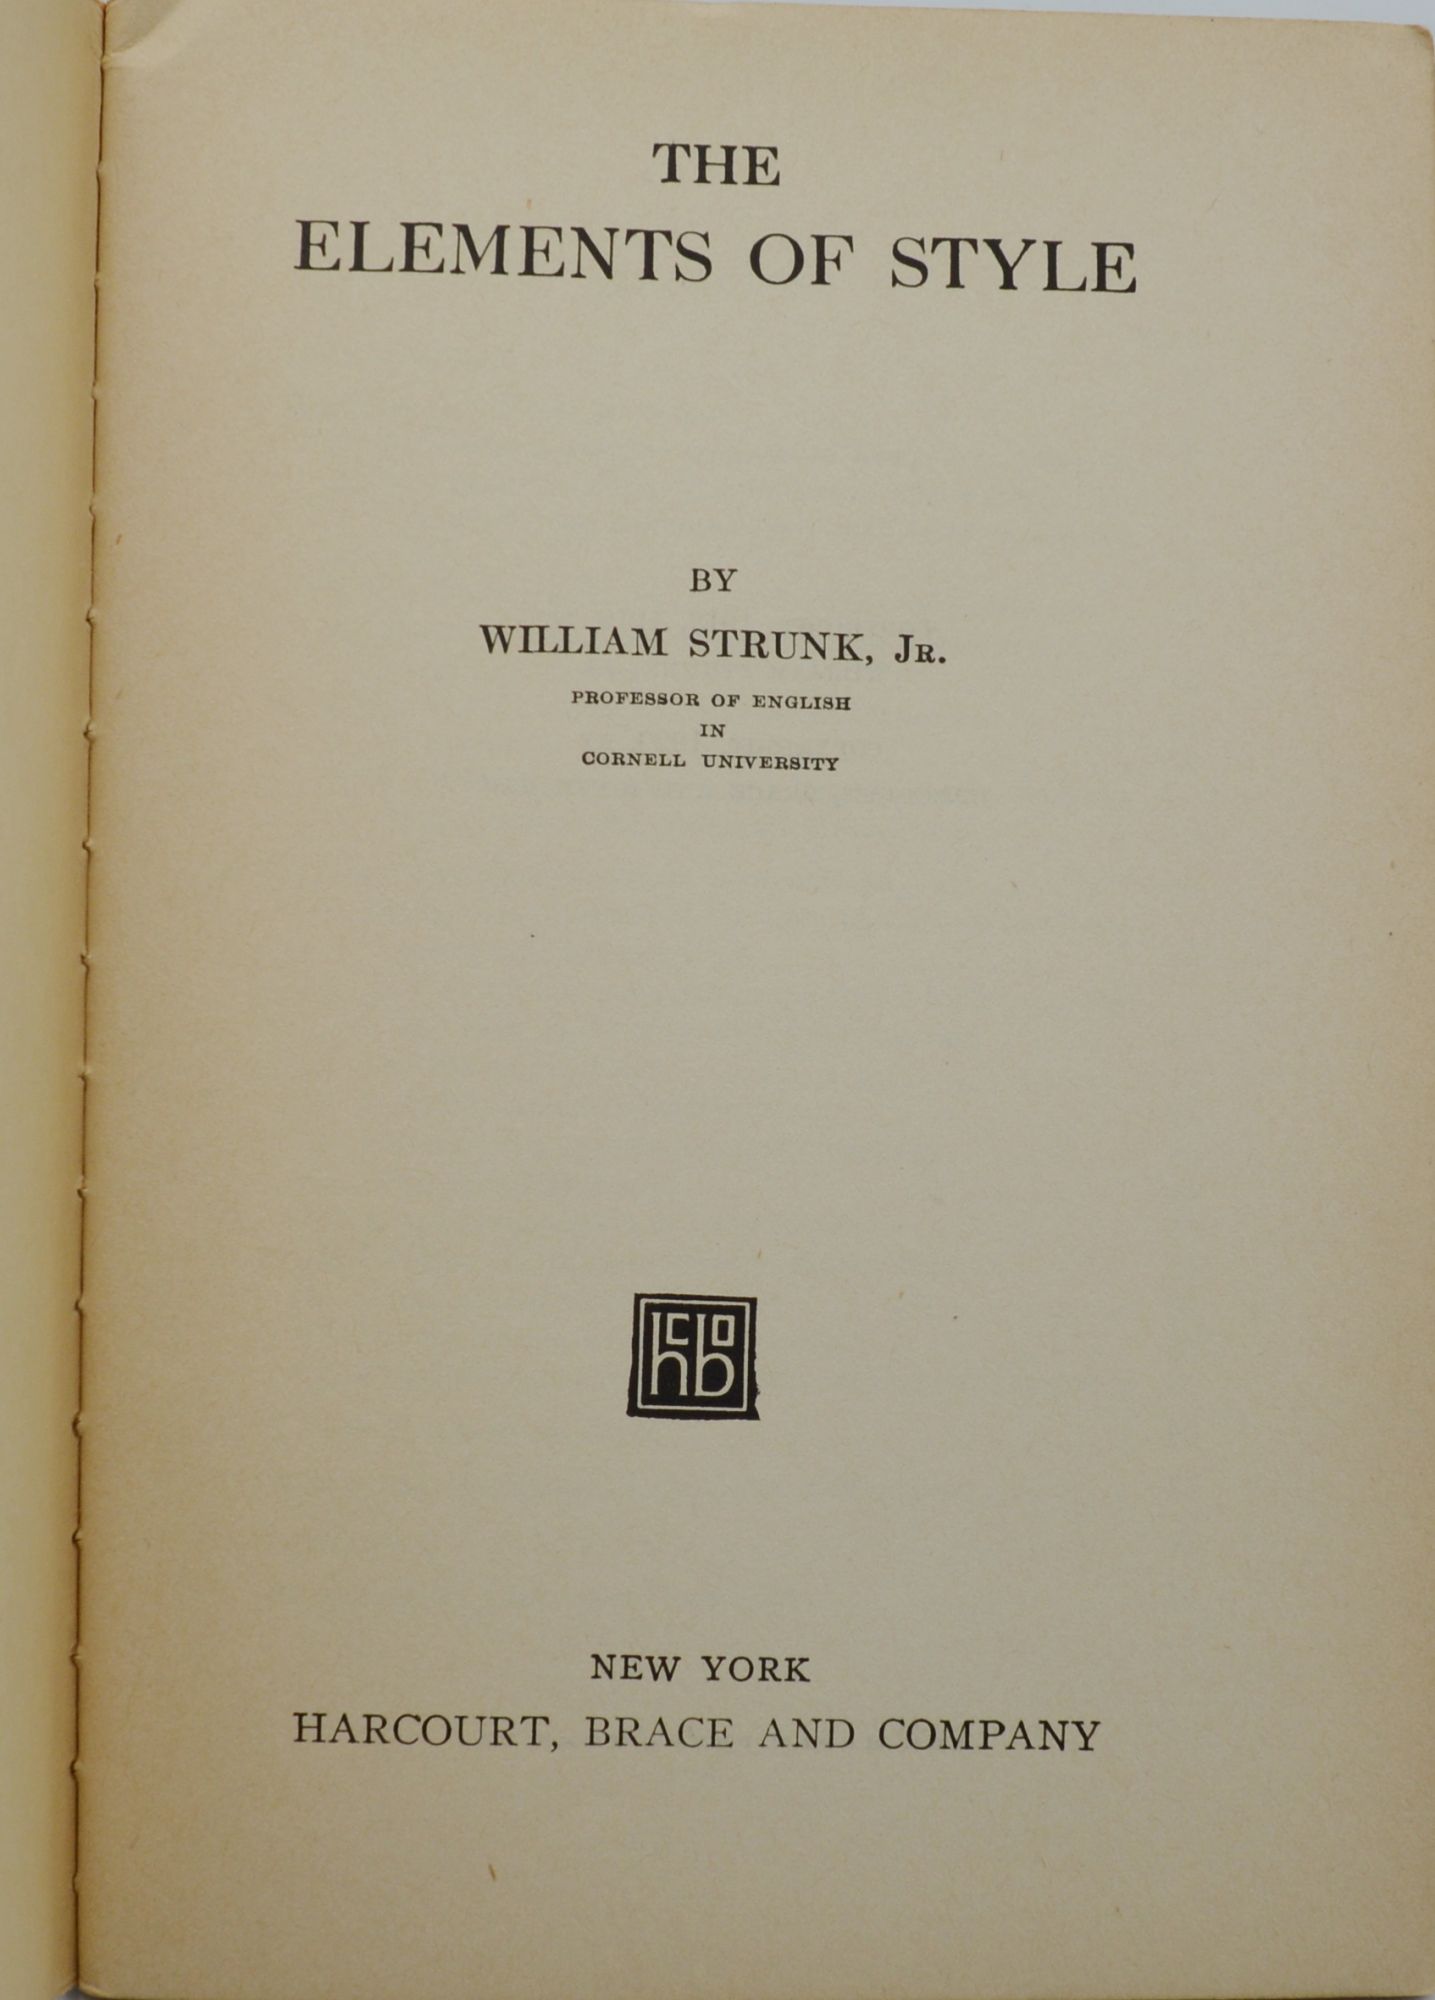 THE
ELEMENTS OF STYLE
BY
WILLIAM STRUNK, JR.
PROFESSOR OF ENGLISH
IN
CORNELL UNIVERSITY
hcbo
NEW YORK
HARCOURT, BRACE AND COMPANY